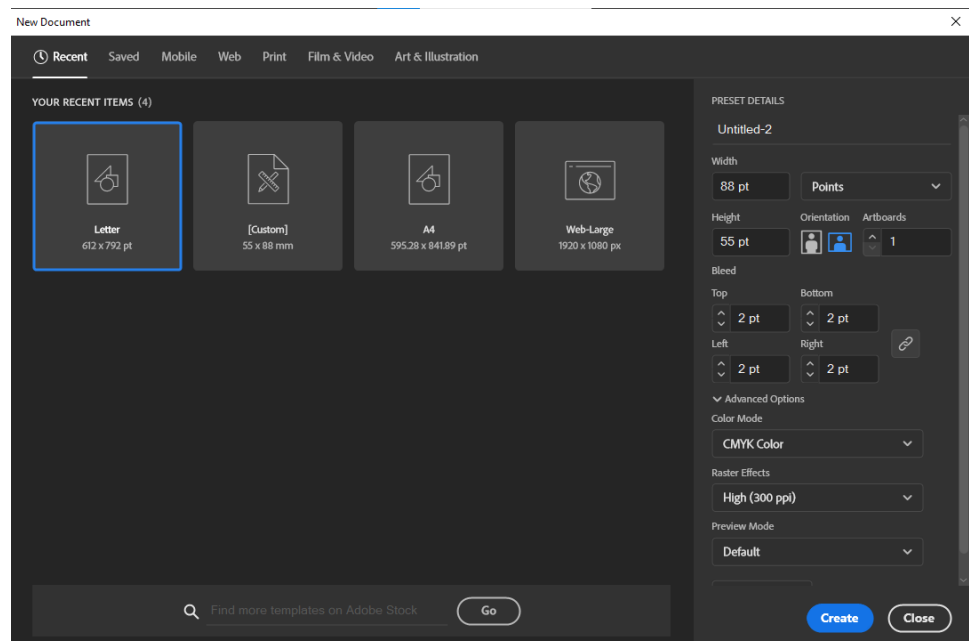 New Document
Recent Saved Mobile Web Print Film & Video Art & Illustration
YOUR RECENT ITEMS (4)
Letter
612 x 792 pt
[Custom]
55 x 88 mm
A4
595.28 x 841.89 pt
Web-Large
1920 x 1080 px
Find more templates on Adobe Stock
Go
PRESET DETAILS
Untitled-2
Width
88 pt Points
Height Orientation Artboards
55 pt 1
Bleed
Top Bottom
2 pt 2 pt
Left Right
2 pt 2 pt
Advanced Options
Color Mode
CMYK Color
Raster Effects
High (300 ppi)
Preview Mode
Default
Create Close